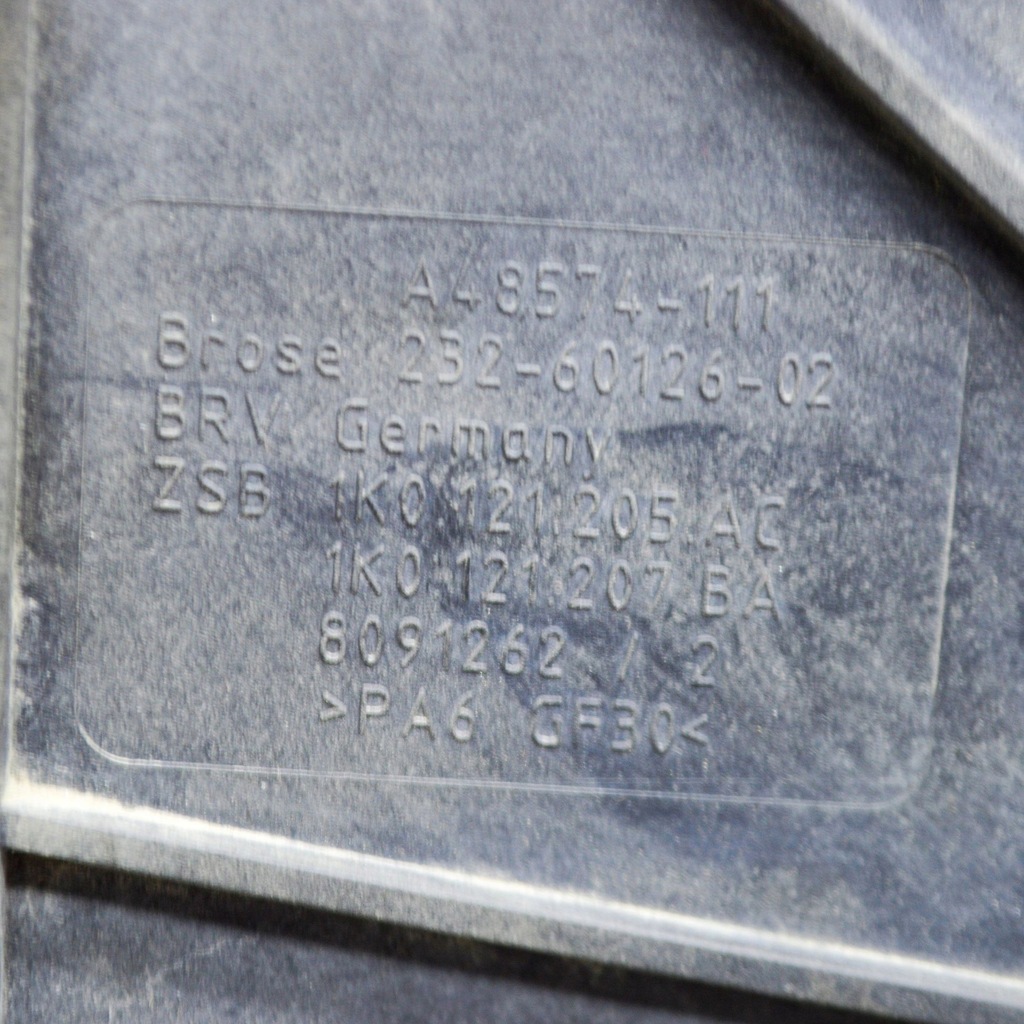 A48574-111
Brose 232-60126-02
BRV Germany
ZSB 1K0.121.205.AC
1K0.121.207.BA
8091262 / 2
>PA6 GF30<